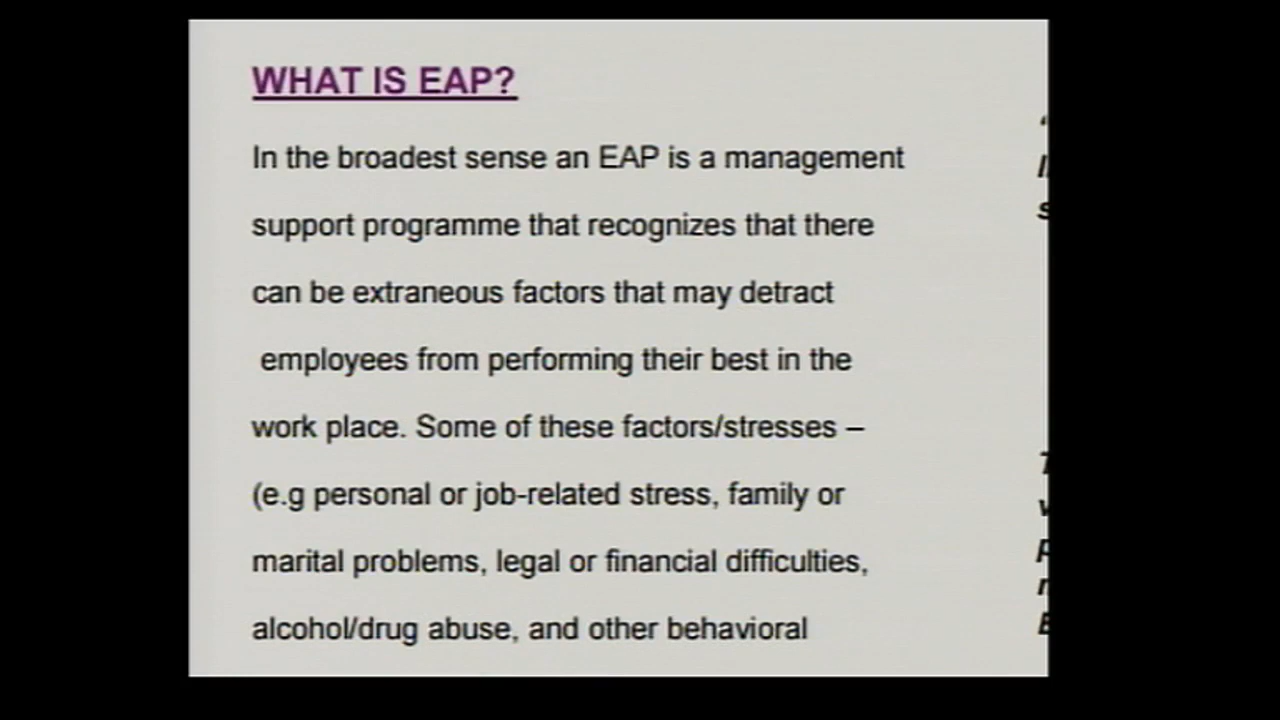 WHAT IS EAP?
In the broadest sense an EAP is a management
support programme that recognizes that there
can be extraneous factors that may detract
employees from performing their best in the
work place. Some of these factors/stresses –
(e.g personal or job-related stress, family or
marital problems, legal or financial difficulties,
alcohol/drug abuse, and other behavioral